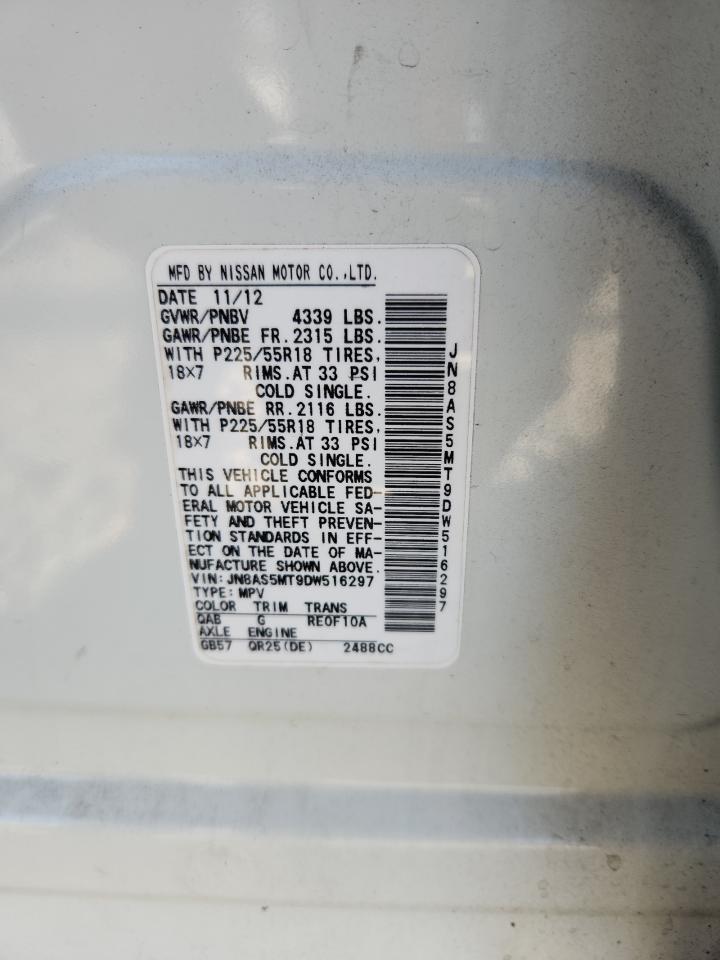 MFD BY NISSAN MOTOR CO.,LTD.
DATE 11/12
GVWR/PNBV 4339 LBS.
GAWR/PNBE FR.2315 LBS.
WITH P225/55R18 TIRES,
18×7 RIMS.AT 33 PSI
COLD SINGLE.
GAWR/PNBE RR.2116 LBS.
WITH P225/55R18 TIRES,
18×7 RIMS.AT 33 PSI
COLD SINGLE.
THIS VEHICLE CONFORMS
TO ALL APPLICABLE FED-
ERAL MOTOR VEHICLE SA-
FETY AND THEFT PREVEN-
TION STANDARDS IN EFF-
ECT ON THE DATE OF MA-
NUFACTURE SHOWN ABOVE.
VIN:JN8AS5MT9DW516297
TYPE:MPV
COLOR TRIM TRANS
QAB G RE0F10A
AXLE ENGINE
GB57 QR25(DE) 2488CC
JN8AS5MT9DW516297